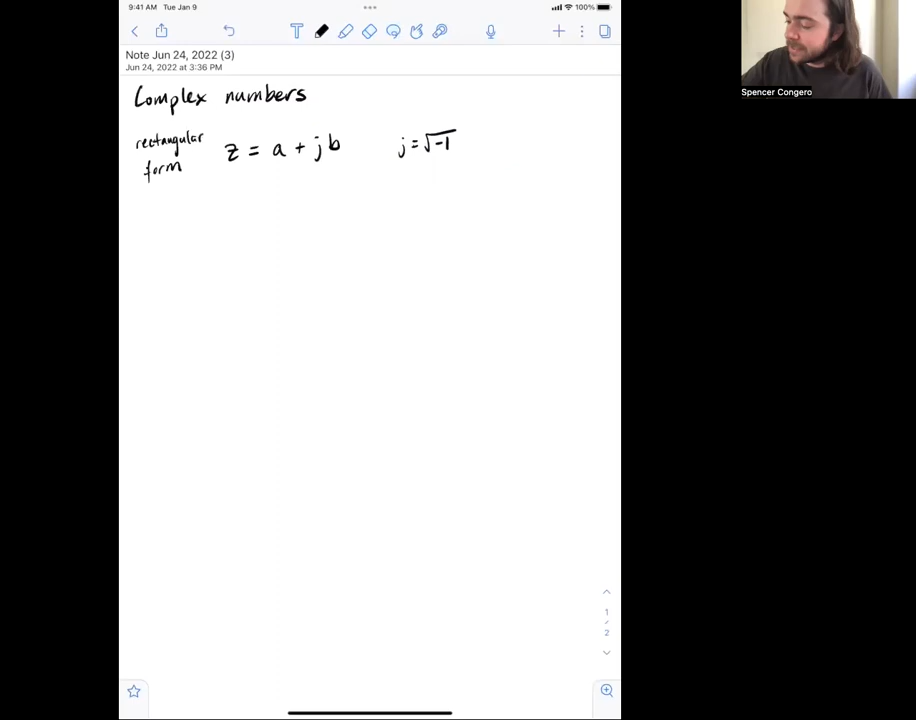 9:41 AM Tue Jan 9
100%
Note Jun 24, 2022 (3)
Jun 24, 2022 at 3:36 PM
Spencer Congero
Complex numbers
rectangular
form
z = a + jb
j = √-1
1
/
2